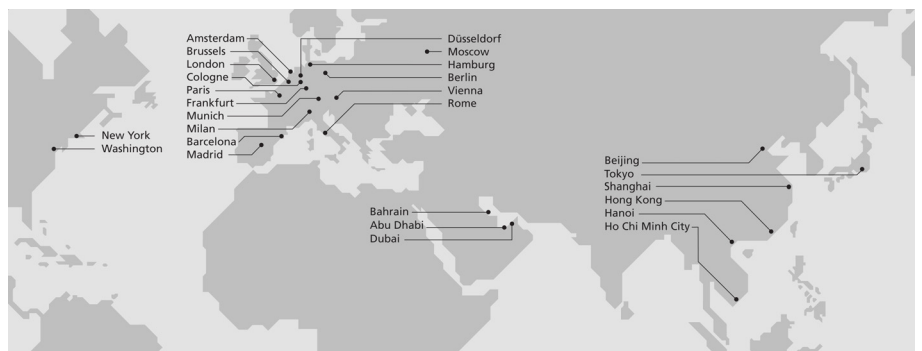 Amsterdam
Brussels
London
Cologne
Paris
Frankfurt
Munich
Milan
Barcelona
Madrid
Düsseldorf
Moscow
Hamburg
Berlin
Vienna
Rome
New York
Washington
Bahrain
Abu Dhabi
Dubai
Beijing
Tokyo
Shanghai
Hong Kong
Hanoi
Ho Chi Minh City